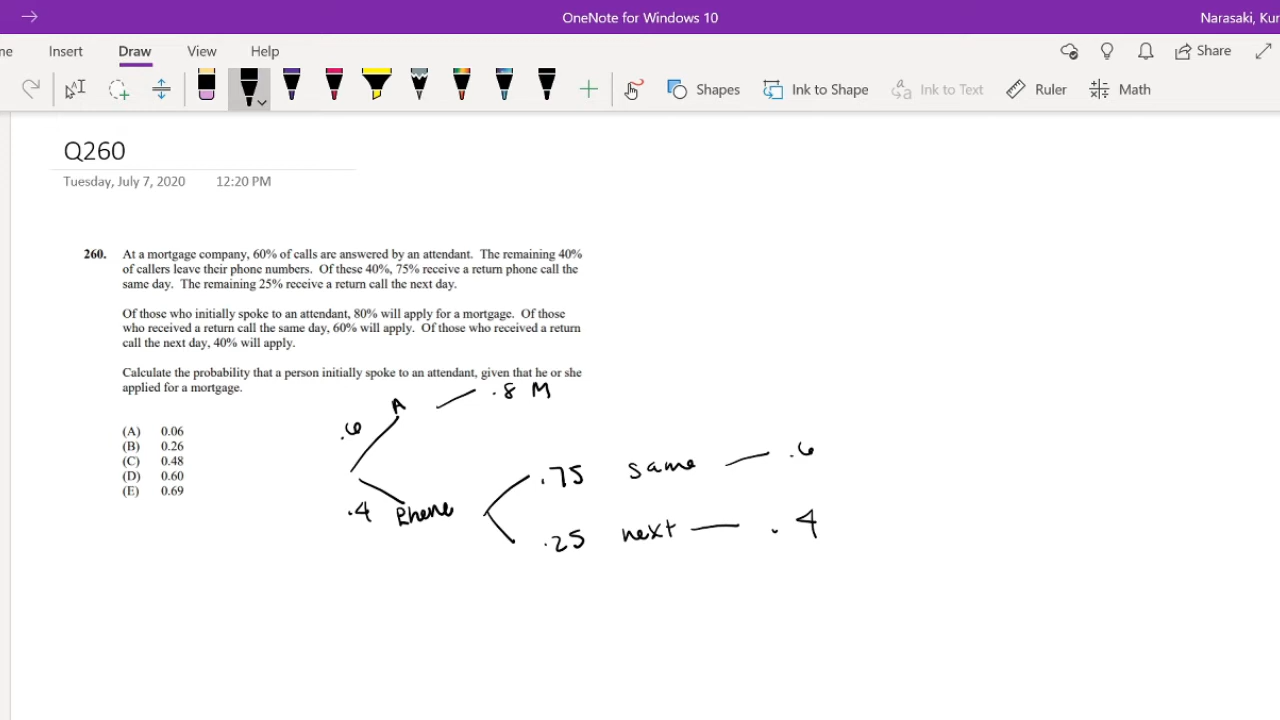 OneNote for Windows 10
Narasaki, Kur
me
Insert
Draw
View
Help
Share
Shapes
Ink to Shape
Ink to Text
Ruler
Math
Q260
Tuesday, July 7, 2020 12:20 PM
260. At a mortgage company, 60% of calls are answered by an attendant. The remaining 40%
of callers leave their phone numbers. Of these 40%, 75% receive a return phone call the
same day. The remaining 25% receive a return call the next day.
Of those who initially spoke to an attendant, 80% will apply for a mortgage. Of those
who received a return call the same day, 60% will apply. Of those who received a return
call the next day, 40% will apply.
Calculate the probability that a person initially spoke to an attendant, given that he or she
applied for a mortgage.
(A) 0.06
(B) 0.26
(C) 0.48
(D) 0.60
(E) 0.69
.6 A .8 M
.4 Phone .75 same .6
.25 next .4